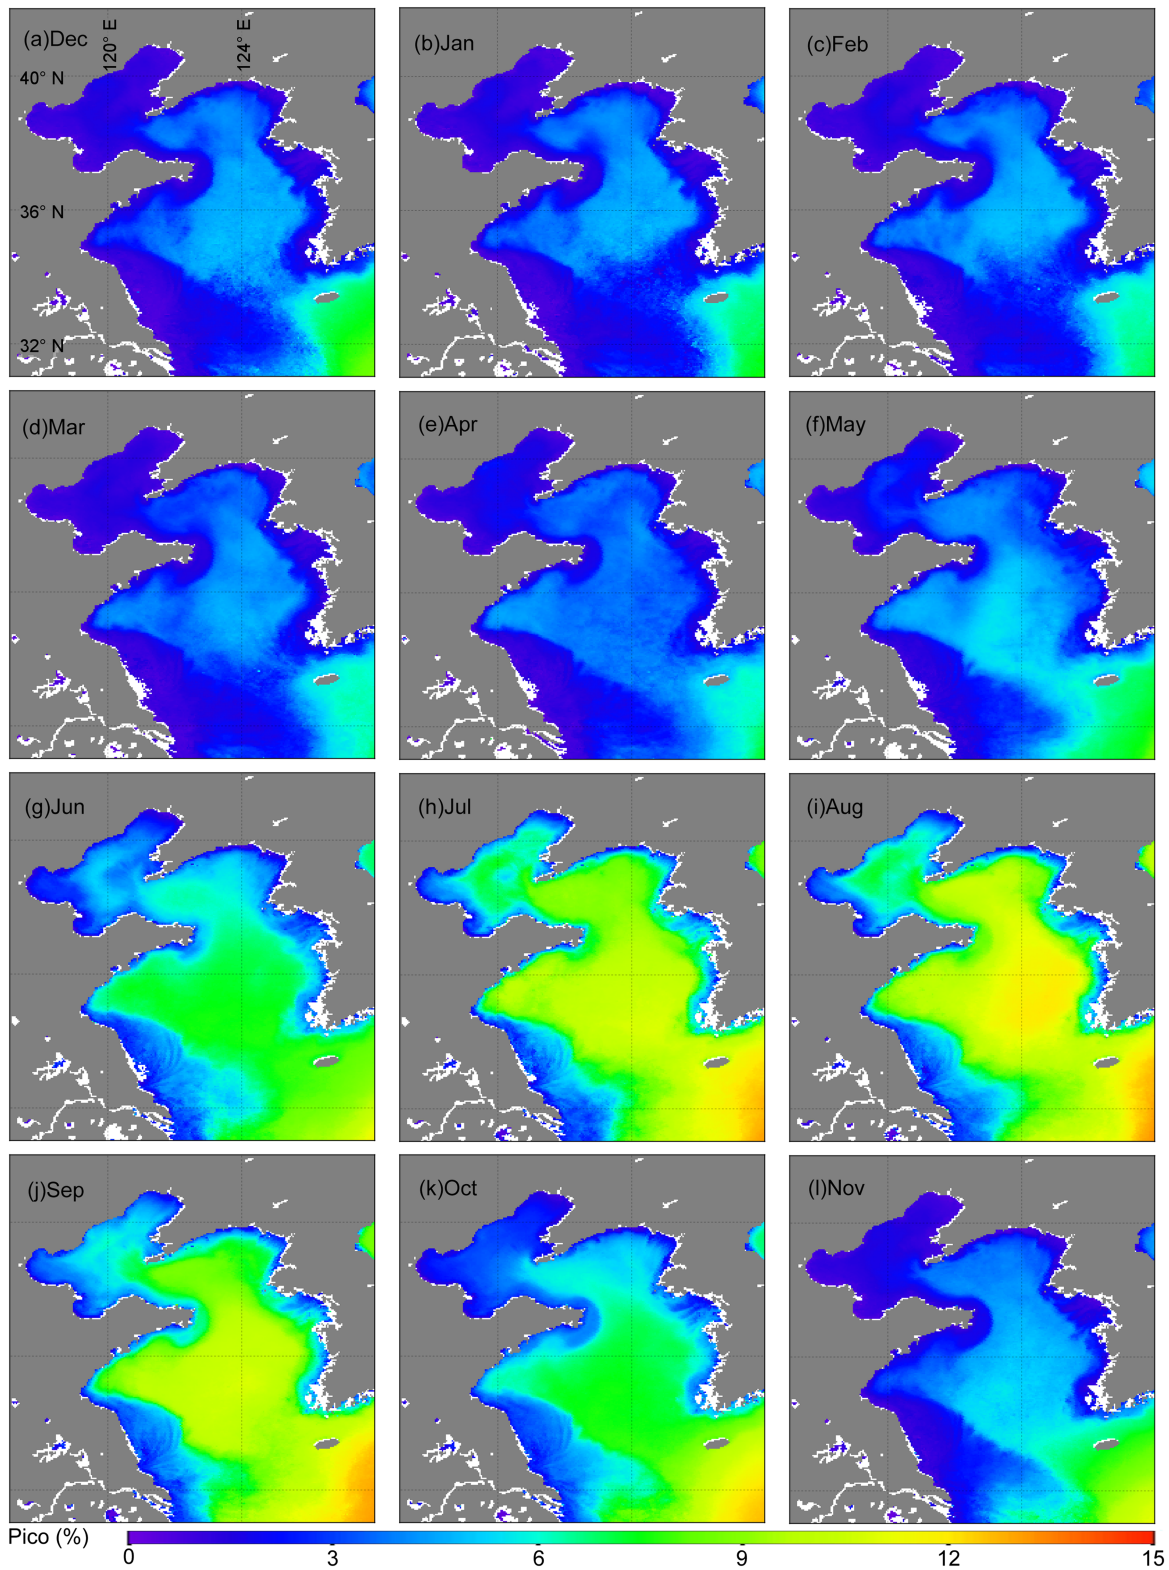 (a)Dec
120° E
124° E
40° N
36° N
32° N
(b)Jan
(c)Feb
(d)Mar
(e)Apr
(f)May
(g)Jun
(h)Jul
(i)Aug
(j)Sep
(k)Oct
(l)Nov
Pico (%)
0 3 6 9 12 15